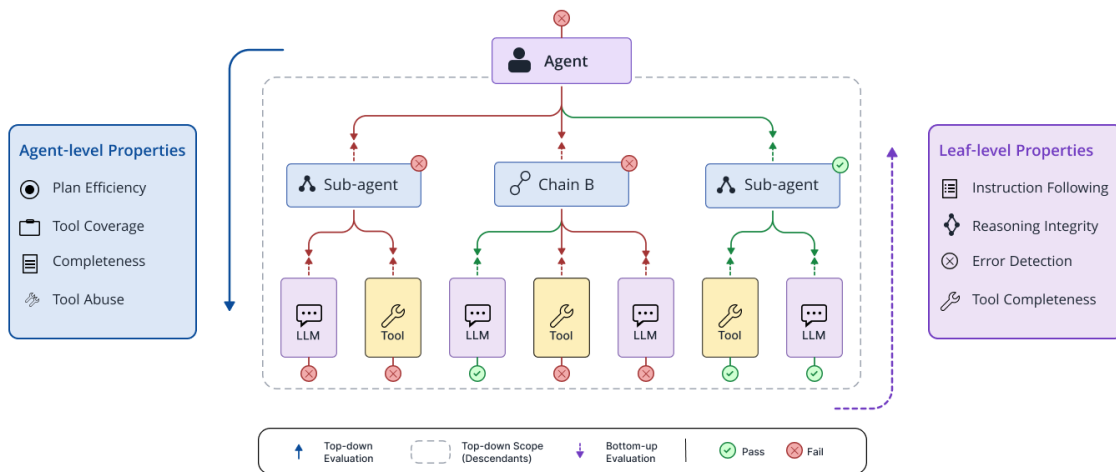 Agent
Agent-level Properties
Plan Efficiency
Tool Coverage
Completeness
Tool Abuse
Sub-agent
Chain B
Sub-agent
LLM
Tool
LLM
Tool
LLM
Tool
LLM
Leaf-level Properties
Instruction Following
Reasoning Integrity
Error Detection
Tool Completeness
Top-down
Evaluation
Top-down Scope
(Descendants)
Bottom-up
Evaluation
Pass
Fail